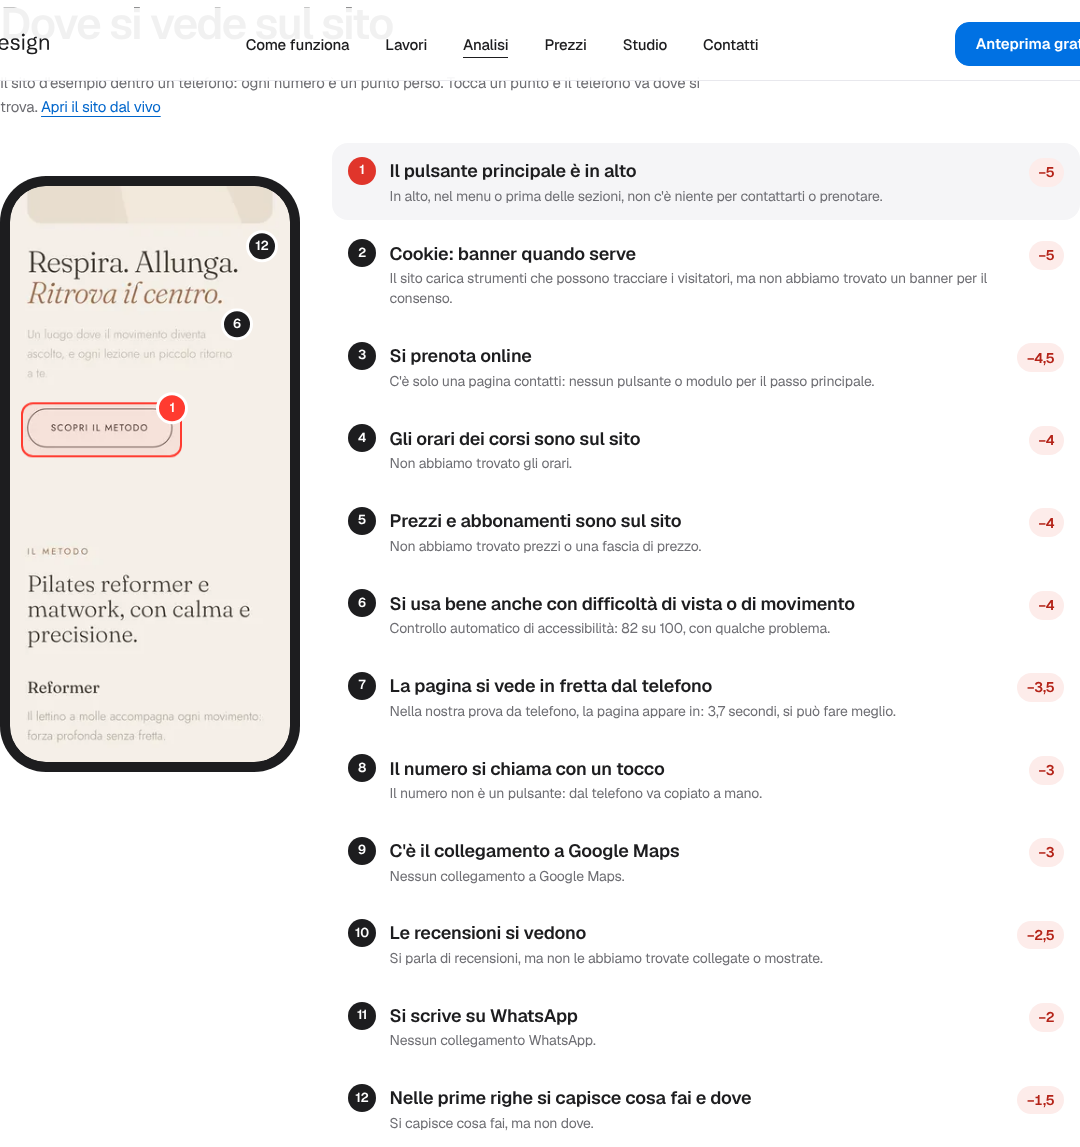 Dove si vede sul sito
esign
Come funziona
Lavori
Analisi
Prezzi
Studio
Contatti
Anteprima grat
Il sito d'esempio dentro un telefono: ogni numero è un punto perso. Tocca un punto e il telefono va dove si
trova. Apri il sito dal vivo
Respira. Allunga.
Ritrova il centro.
12
6
Un luogo dove il movimento diventa
ascolto, e ogni lezione un piccolo ritorno
a te.
1
SCOPRI IL METODO
IL METODO
Pilates reformer e
matwork, con calma e
precisione.
Reformer
Il lettino a molle accompagna ogni movimento:
forza profonda senza fretta.
1 Il pulsante principale è in alto −5
In alto, nel menu o prima delle sezioni, non c'è niente per contattarti o prenotare.
2 Cookie: banner quando serve −5
Il sito carica strumenti che possono tracciare i visitatori, ma non abbiamo trovato un banner per il
consenso.
3 Si prenota online −4,5
C'è solo una pagina contatti: nessun pulsante o modulo per il passo principale.
4 Gli orari dei corsi sono sul sito −4
Non abbiamo trovato gli orari.
5 Prezzi e abbonamenti sono sul sito −4
Non abbiamo trovato prezzi o una fascia di prezzo.
6 Si usa bene anche con difficoltà di vista o di movimento −4
Controllo automatico di accessibilità: 82 su 100, con qualche problema.
7 La pagina si vede in fretta dal telefono −3,5
Nella nostra prova da telefono, la pagina appare in: 3,7 secondi, si può fare meglio.
8 Il numero si chiama con un tocco −3
Il numero non è un pulsante: dal telefono va copiato a mano.
9 C'è il collegamento a Google Maps −3
Nessun collegamento a Google Maps.
10 Le recensioni si vedono −2,5
Si parla di recensioni, ma non le abbiamo trovate collegate o mostrate.
11 Si scrive su WhatsApp −2
Nessun collegamento WhatsApp.
12 Nelle prime righe si capisce cosa fai e dove −1,5
Si capisce cosa fai, ma non dove.